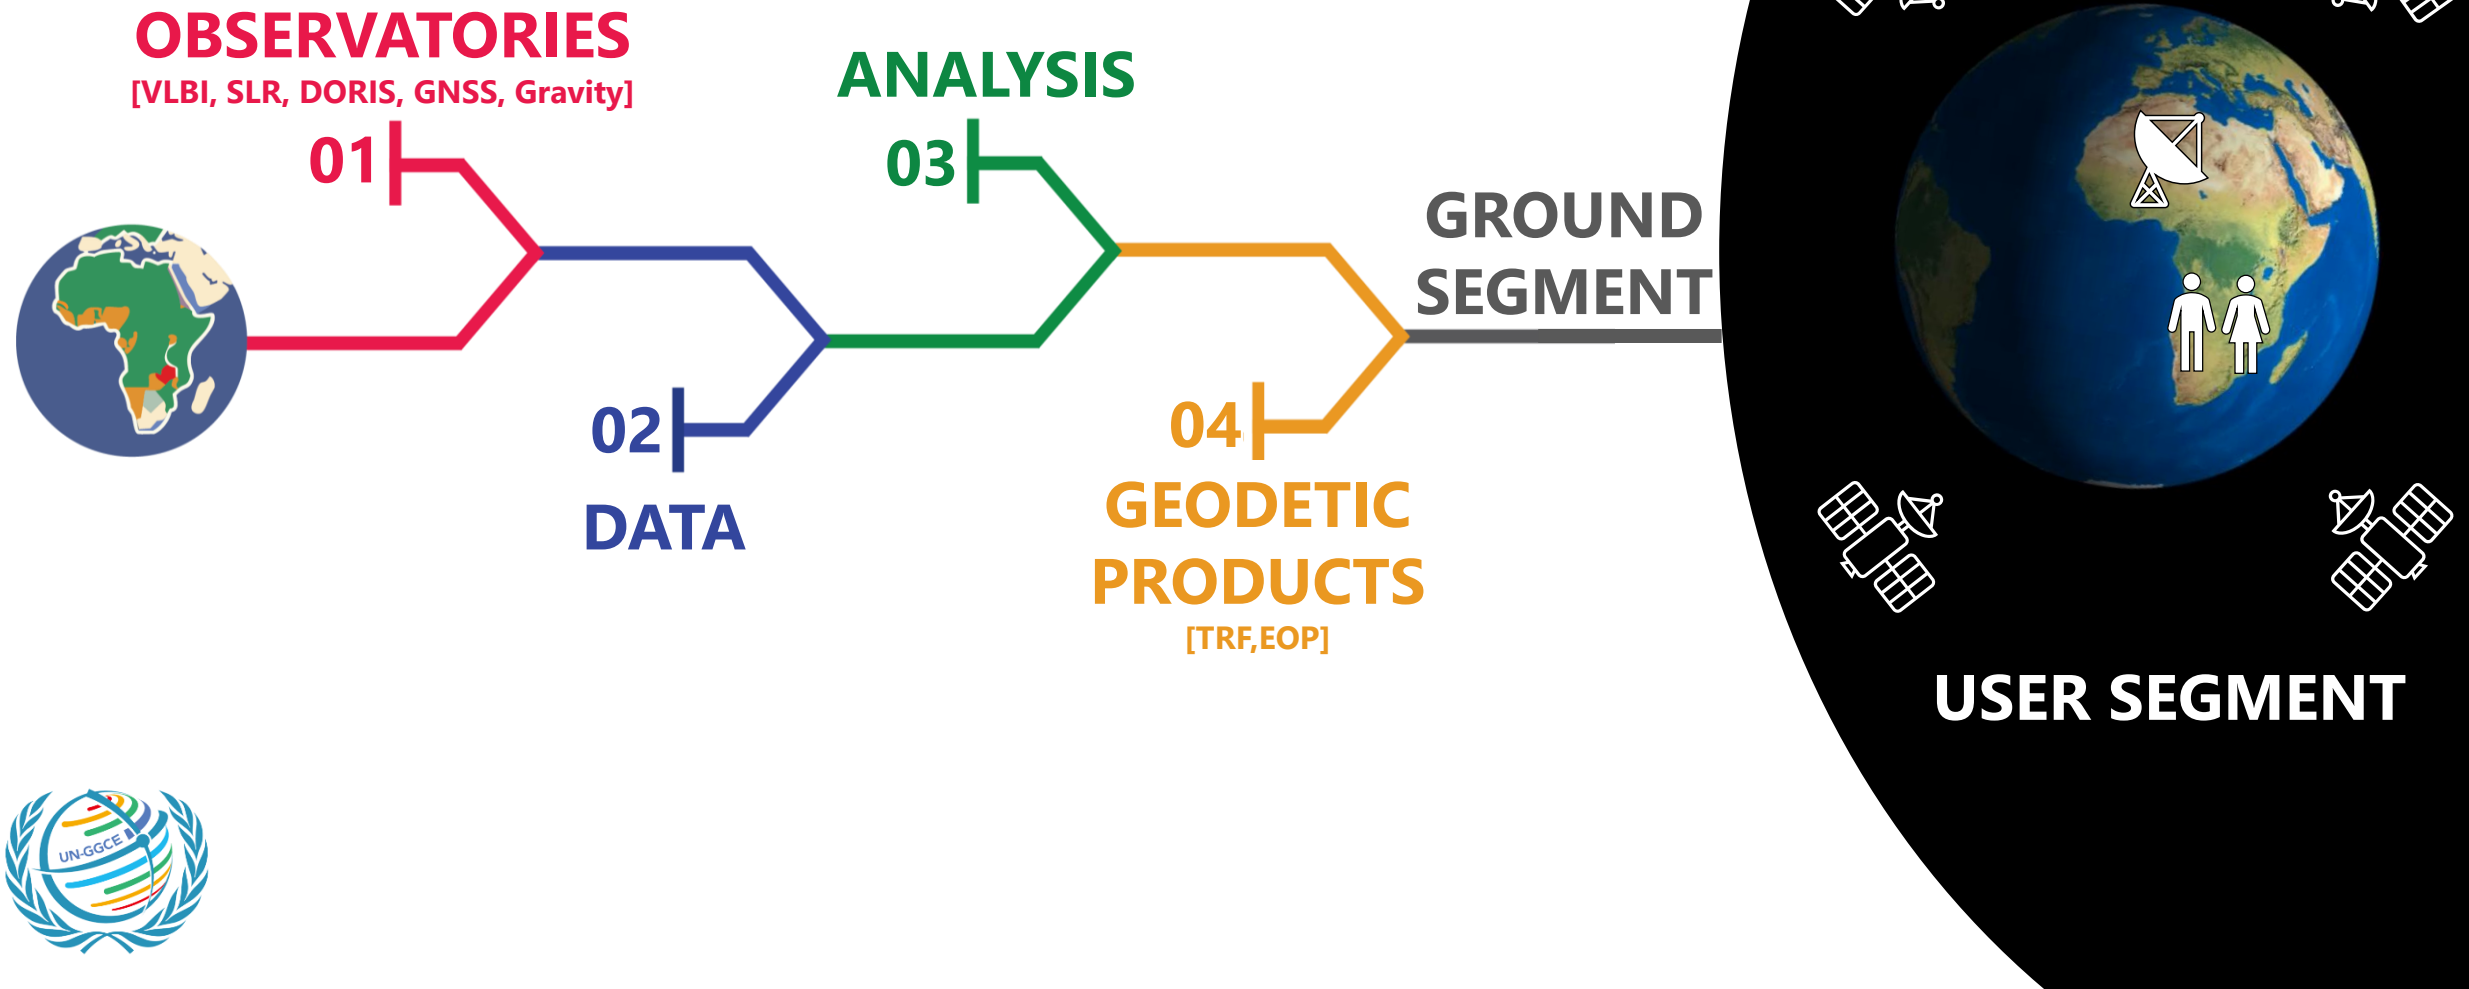 OBSERVATORIES
[VLBI, SLR, DORIS, GNSS, Gravity]
01
ANALYSIS
03
GROUND
SEGMENT
02
DATA
04
GEODETIC
PRODUCTS
[TRF,EOP]
USER SEGMENT
UN-GGCE